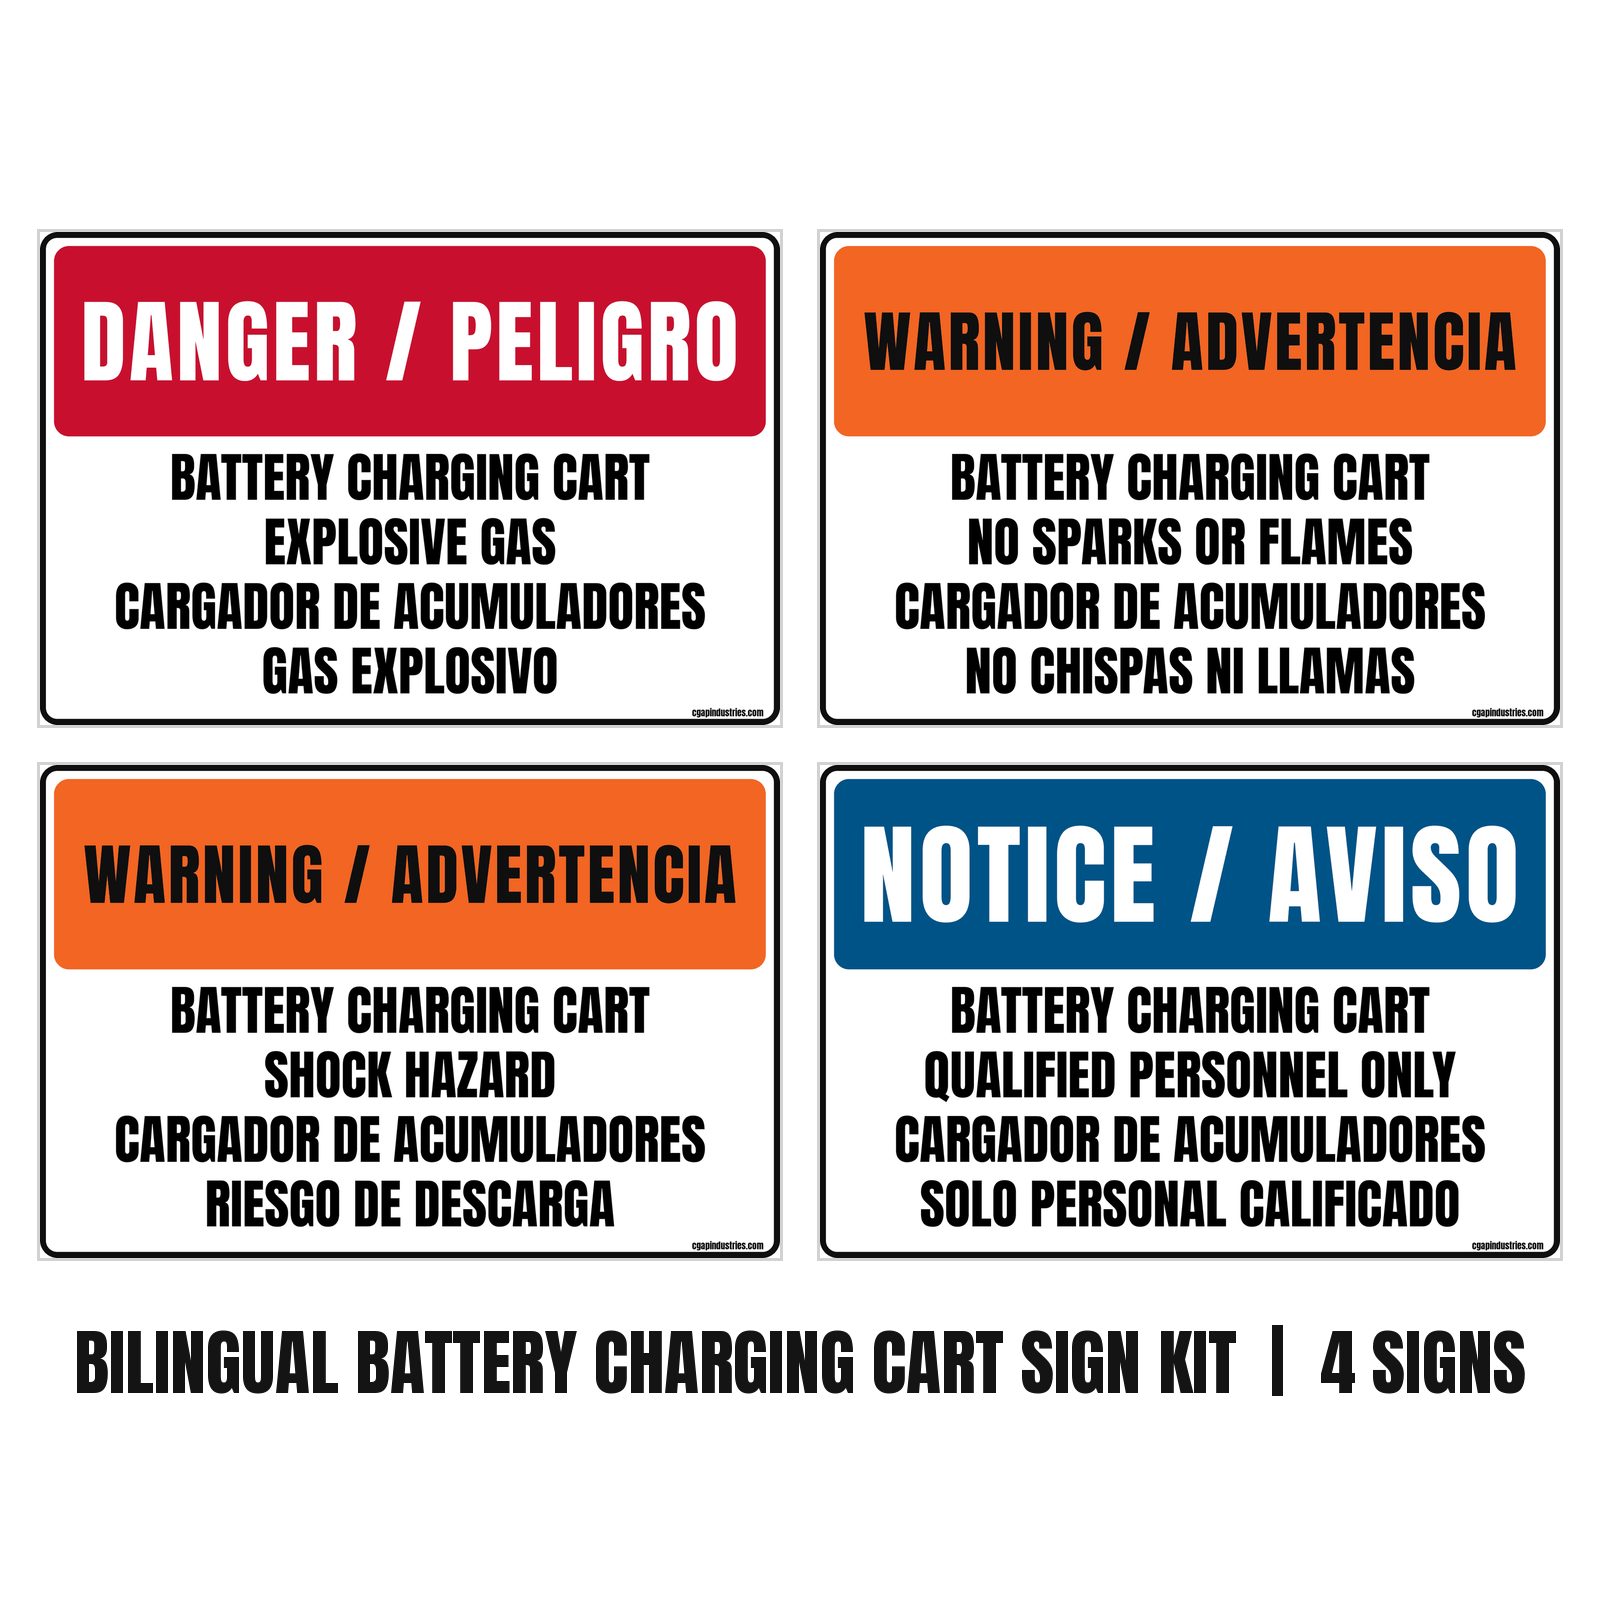 DANGER / PELIGRO
BATTERY CHARGING CART
EXPLOSIVE GAS
CARGADOR DE ACUMULADORES
GAS EXPLOSIVO
cgapindustries.com
WARNING / ADVERTENCIA
BATTERY CHARGING CART
NO SPARKS OR FLAMES
CARGADOR DE ACUMULADORES
NO CHISPAS NI LLAMAS
cgapindustries.com
WARNING / ADVERTENCIA
BATTERY CHARGING CART
SHOCK HAZARD
CARGADOR DE ACUMULADORES
RIESGO DE DESCARGA
cgapindustries.com
NOTICE / AVISO
BATTERY CHARGING CART
QUALIFIED PERSONNEL ONLY
CARGADOR DE ACUMULADORES
SOLO PERSONAL CALIFICADO
cgapindustries.com
BILINGUAL BATTERY CHARGING CART SIGN KIT | 4 SIGNS